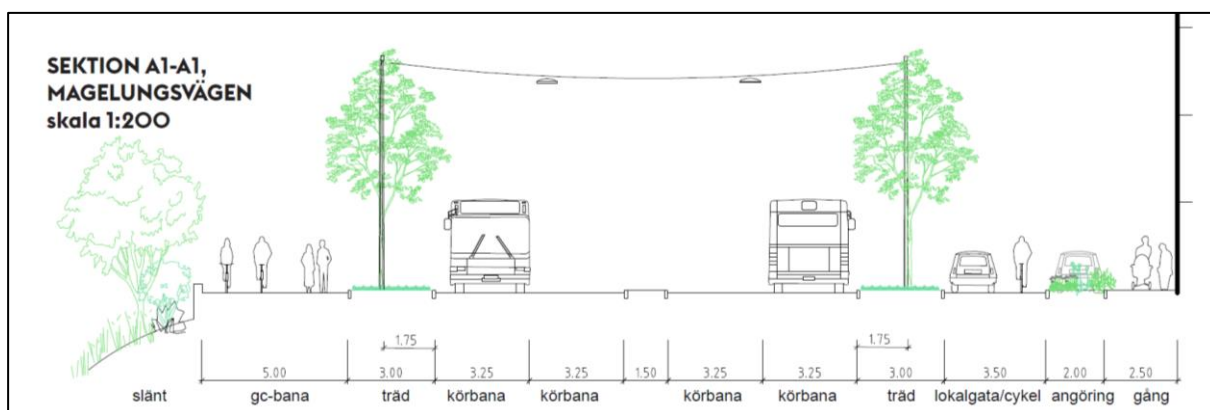 SEKTION A1-A1,
MAGELUNGSVÄGEN
skala 1:200
1.75 1.75
5.00 3.00 3.25 3.25 1.50 3.25 3.25 3.00 3.50 2.00 2.50
slänt gc-bana träd körbana körbana körbana körbana träd lokalgata/cykel angöring gång